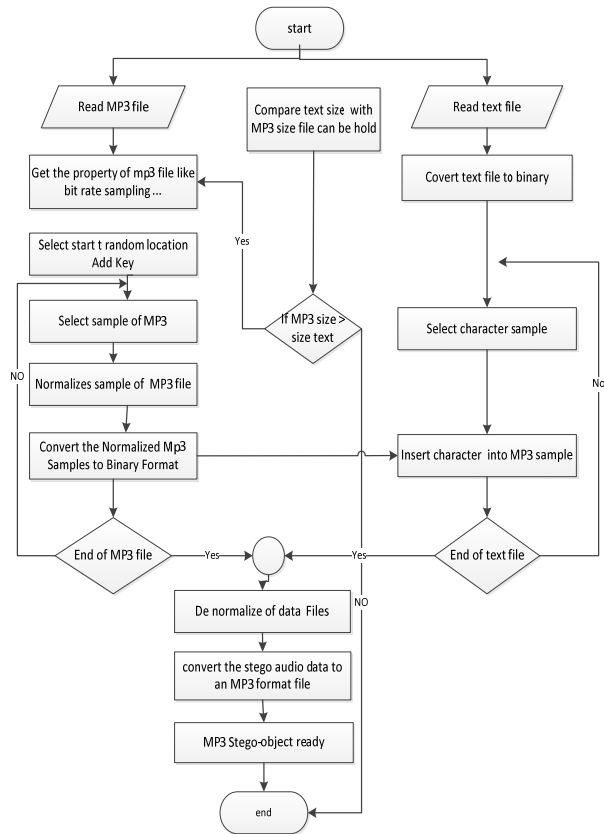 start
Read MP3 file
Compare text size with
MP3 size file can be hold
Read text file
Get the property of mp3 file like
bit rate sampling ...
Covert text file to binary
Yes
Select start t random location
Add Key
Select sample of MP3
If MP3 size >
size text
Select character sample
NO
Normalizes sample of MP3 file
No
Convert the Normalized Mp3
Samples to Binary Format
Insert character into MP3 sample
End of MP3 file
Yes
Yes
End of text file
De normalize of data Files
NO
convert the stego audio data to
an MP3 format file
MP3 Stego-object ready
end